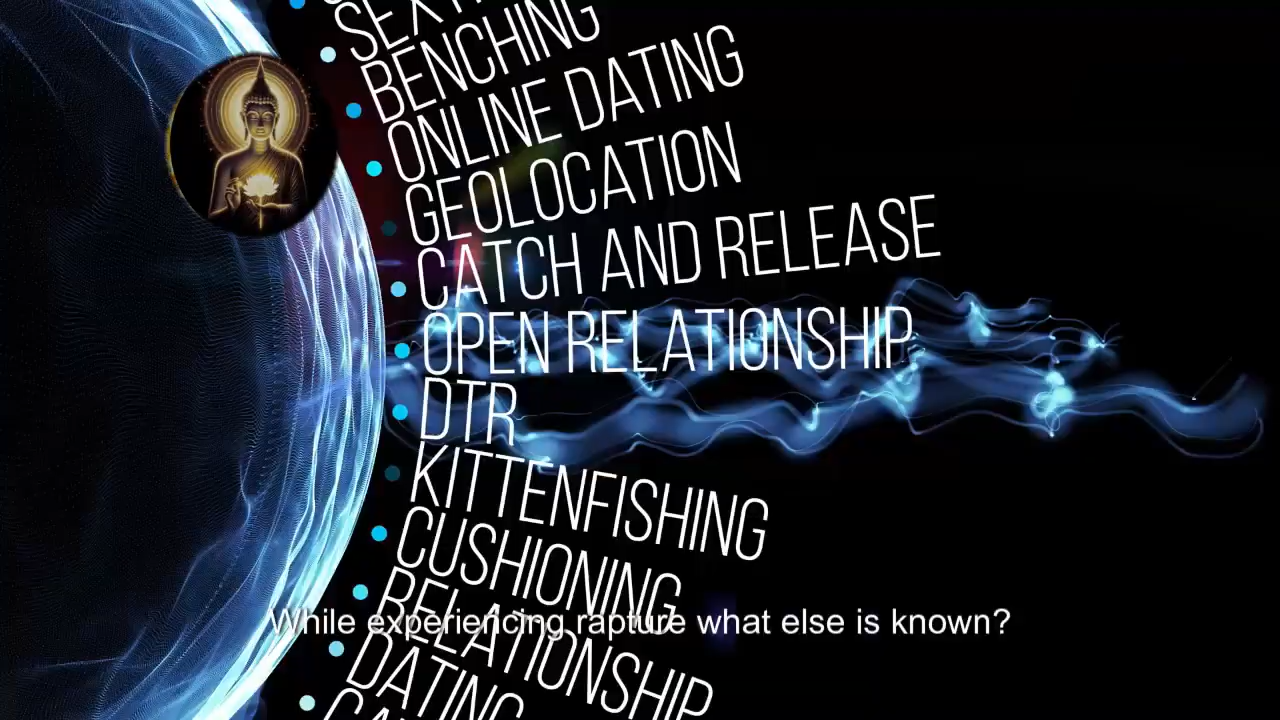 BENCHING
ONLINE DATING
GEOLOCATION
CATCH AND RELEASE
OPEN RELATIONSHIP
DTR
KITTENFISHING
CUSHIONING
RELATIONSHIP
While experiencing rapture what else is known?
DATING